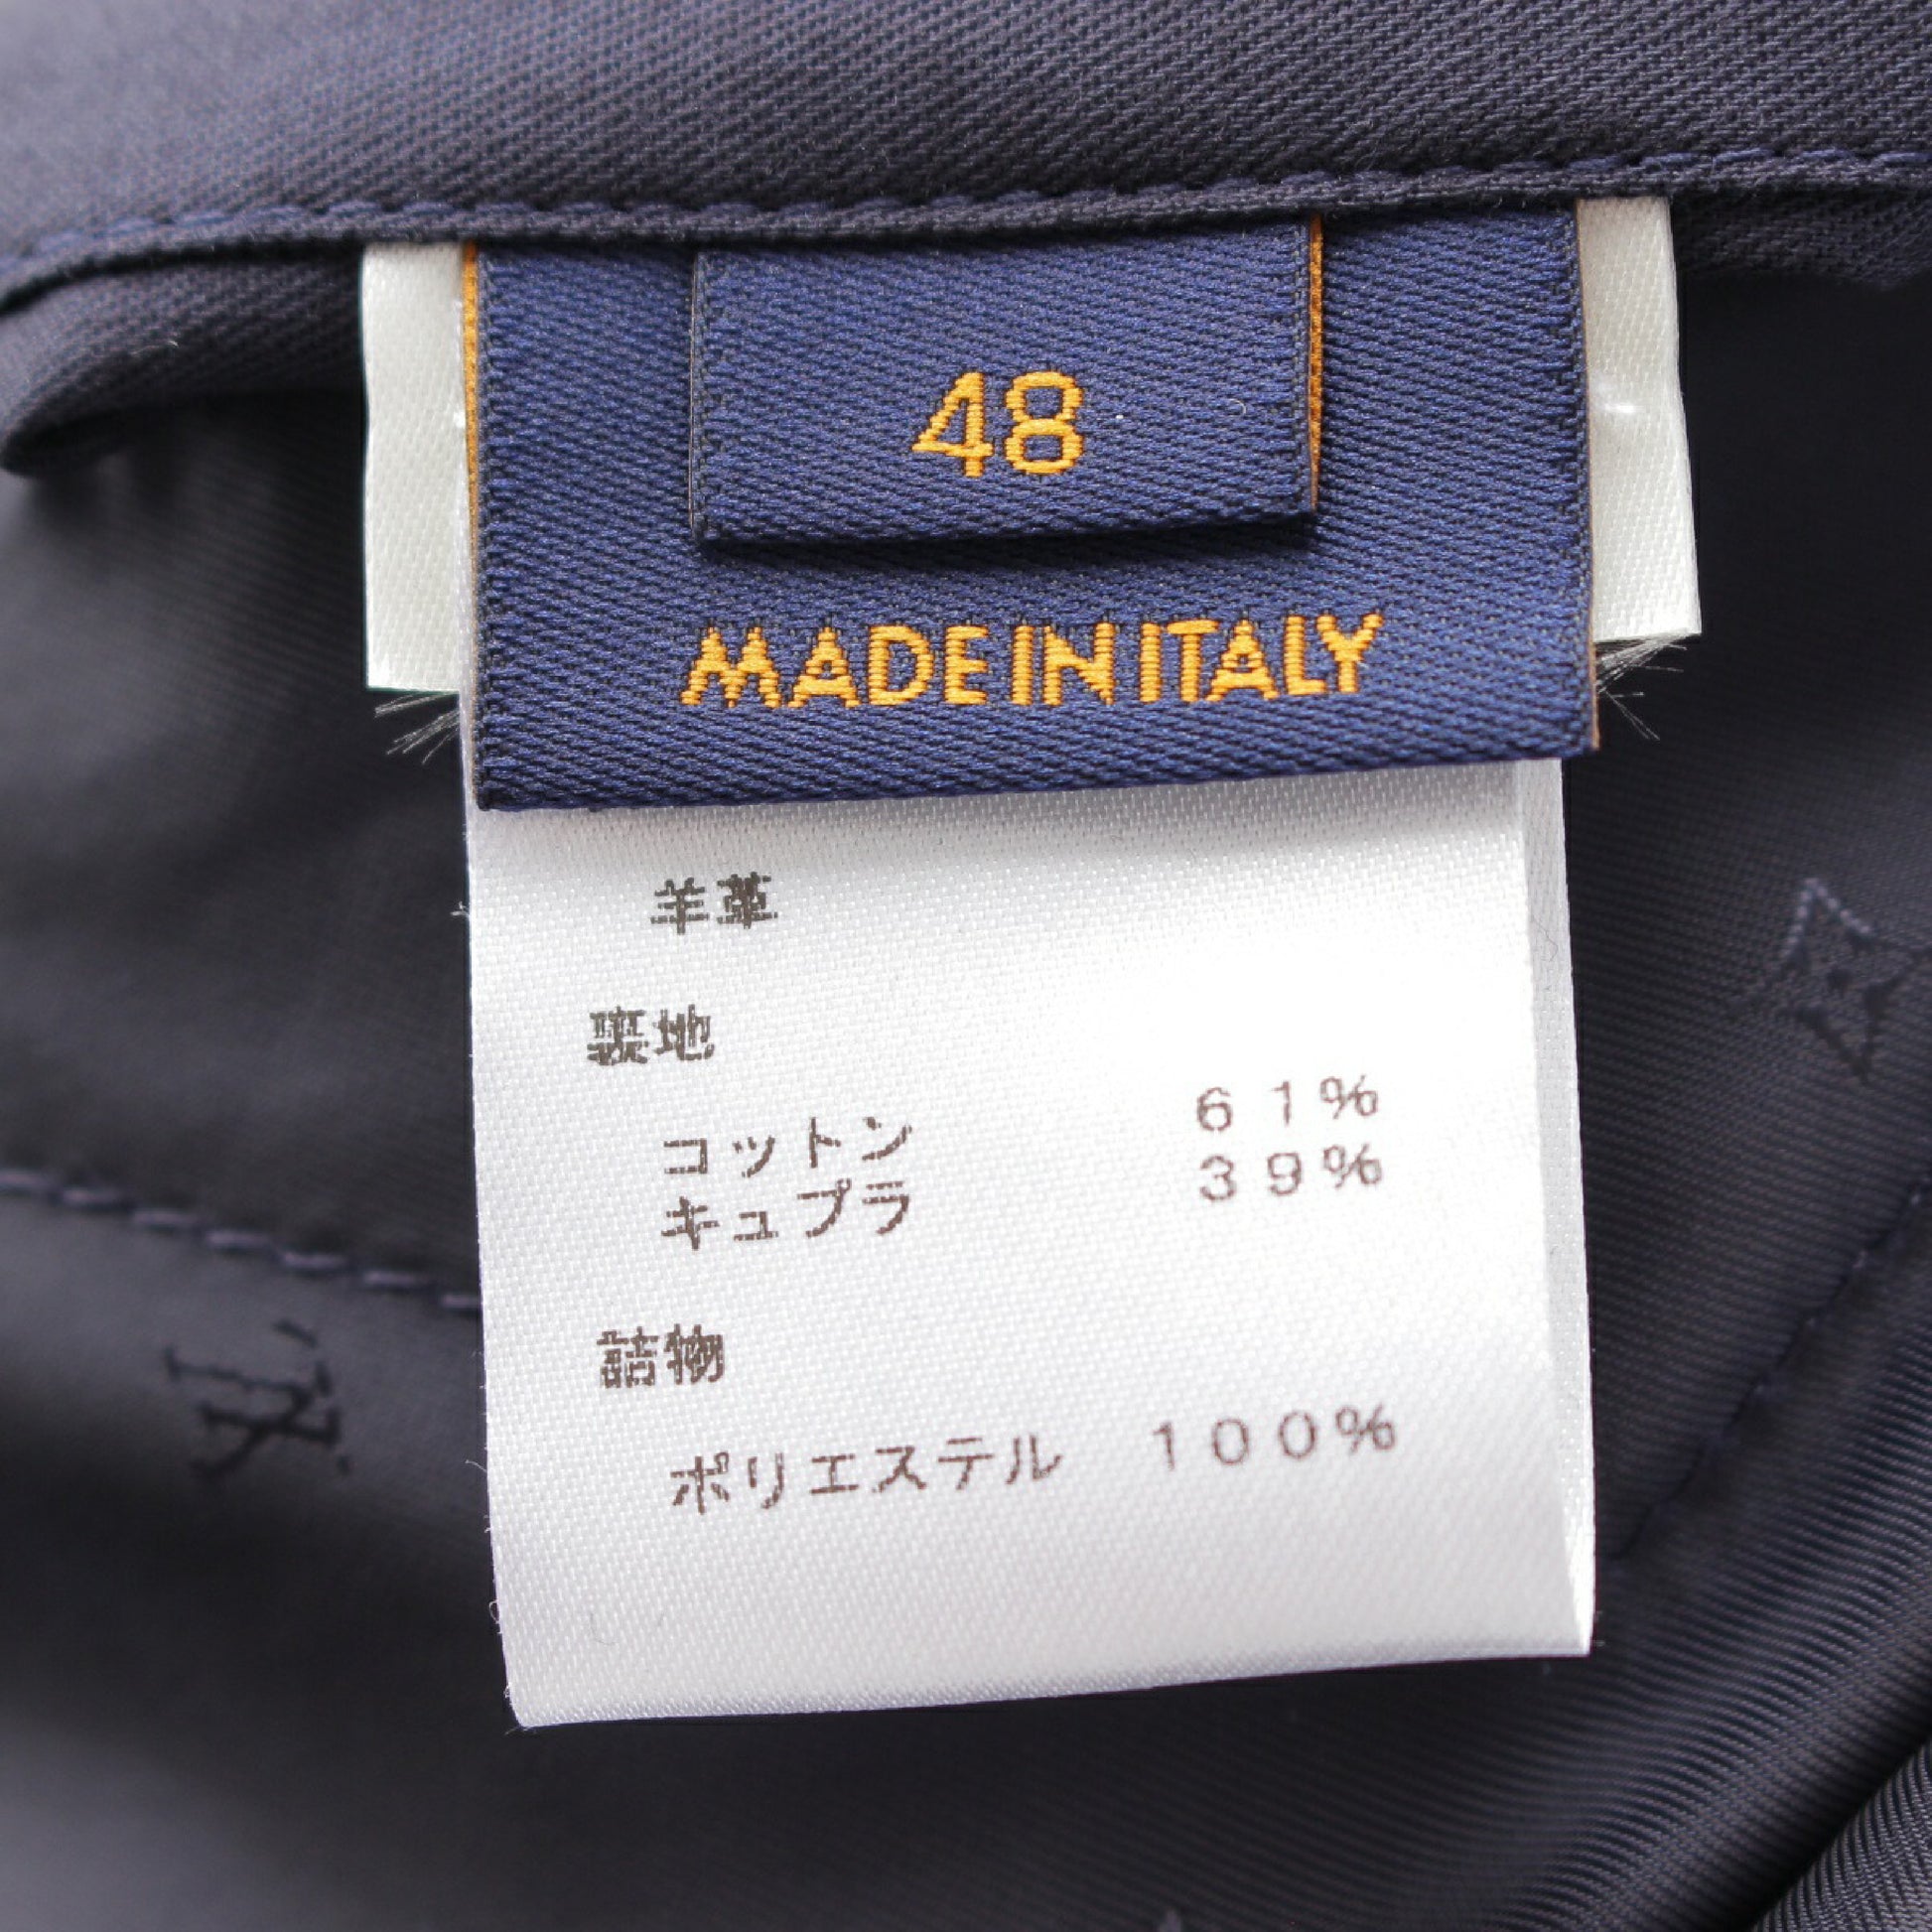 48
MADE IN ITALY
羊革
裏地
コットン 61%
キュプラ 39%
詰物
ポリエステル 100%